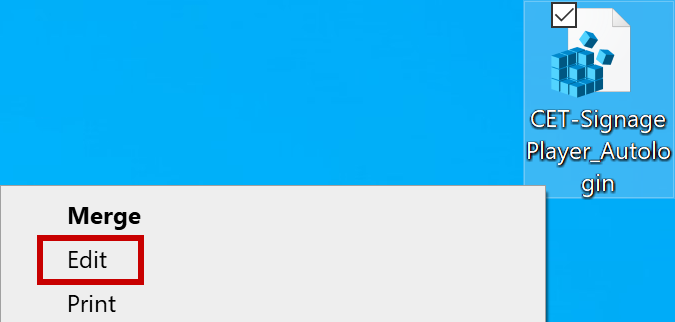 CET-Signage
Player_Autolo
gin
Merge
Edit
Print